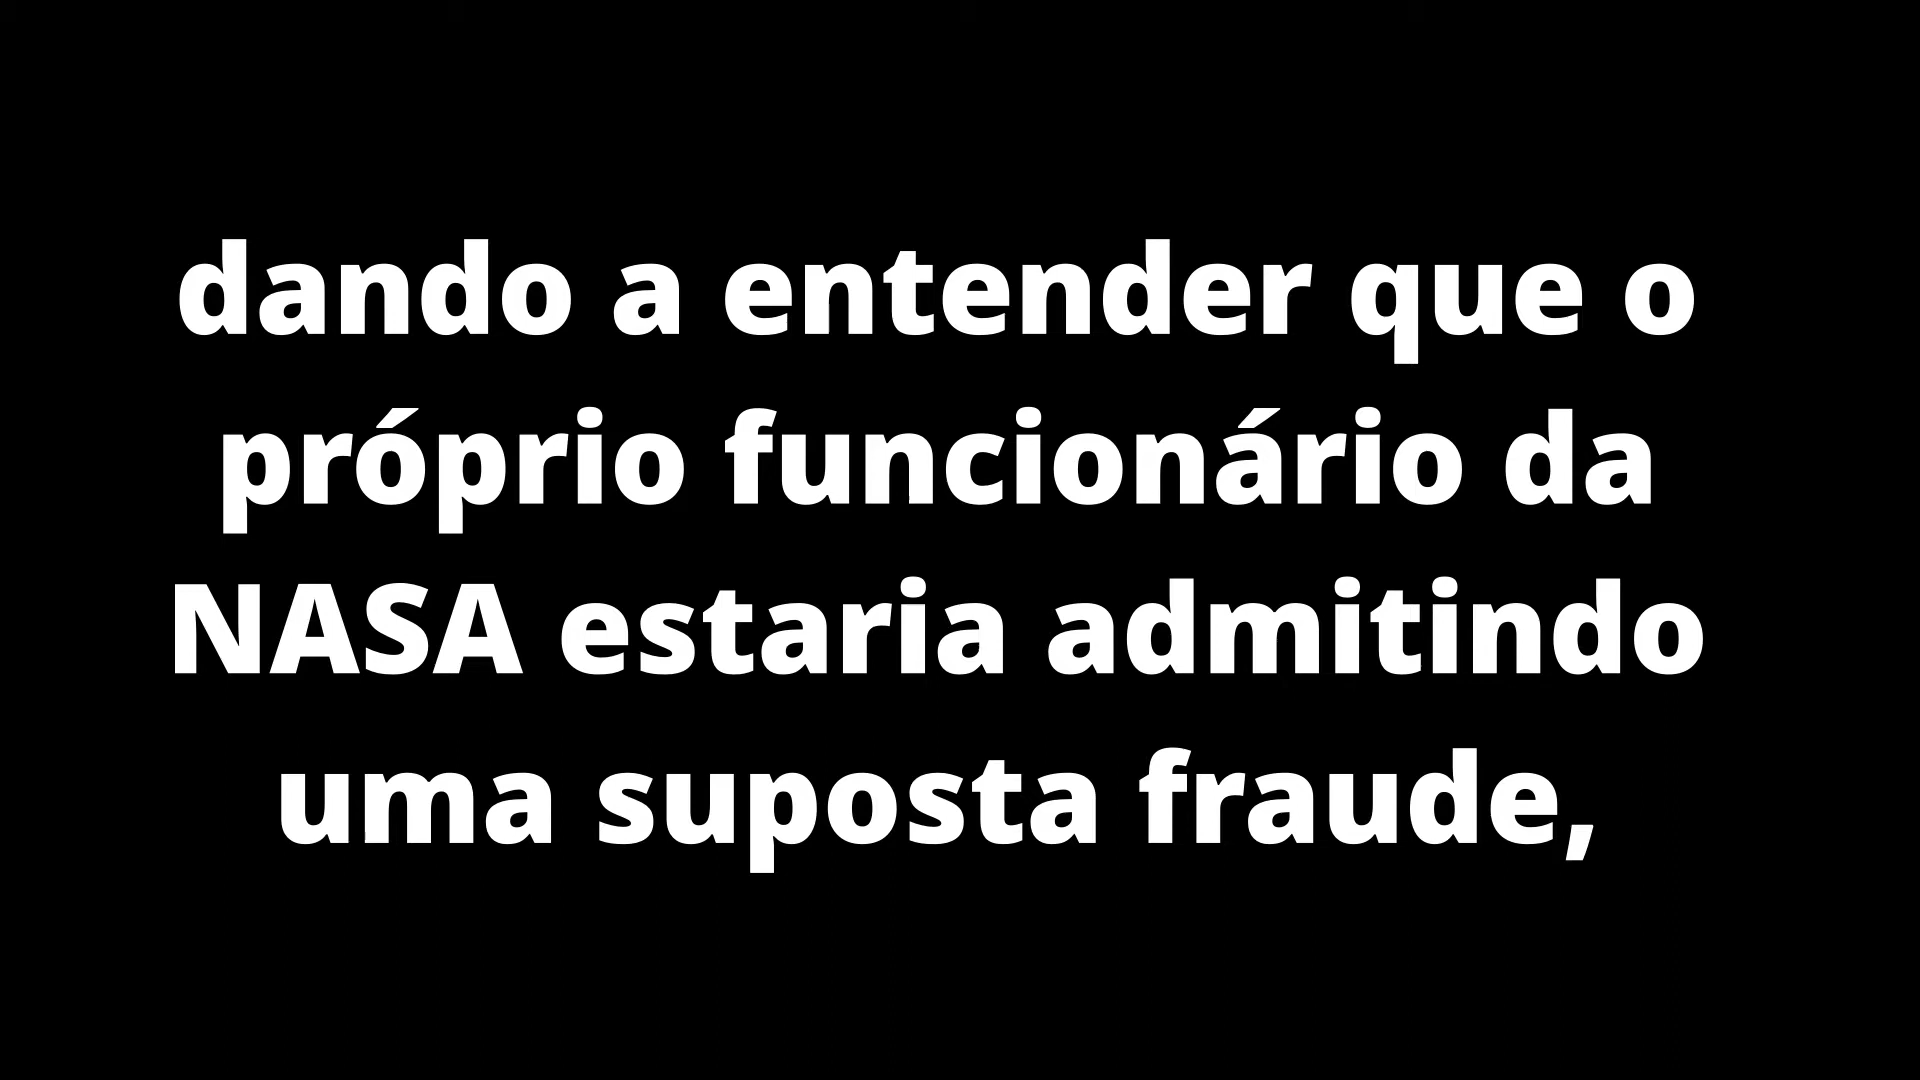 dando a entender que o
próprio funcionário da
NASA estaria admitindo
uma suposta fraude,